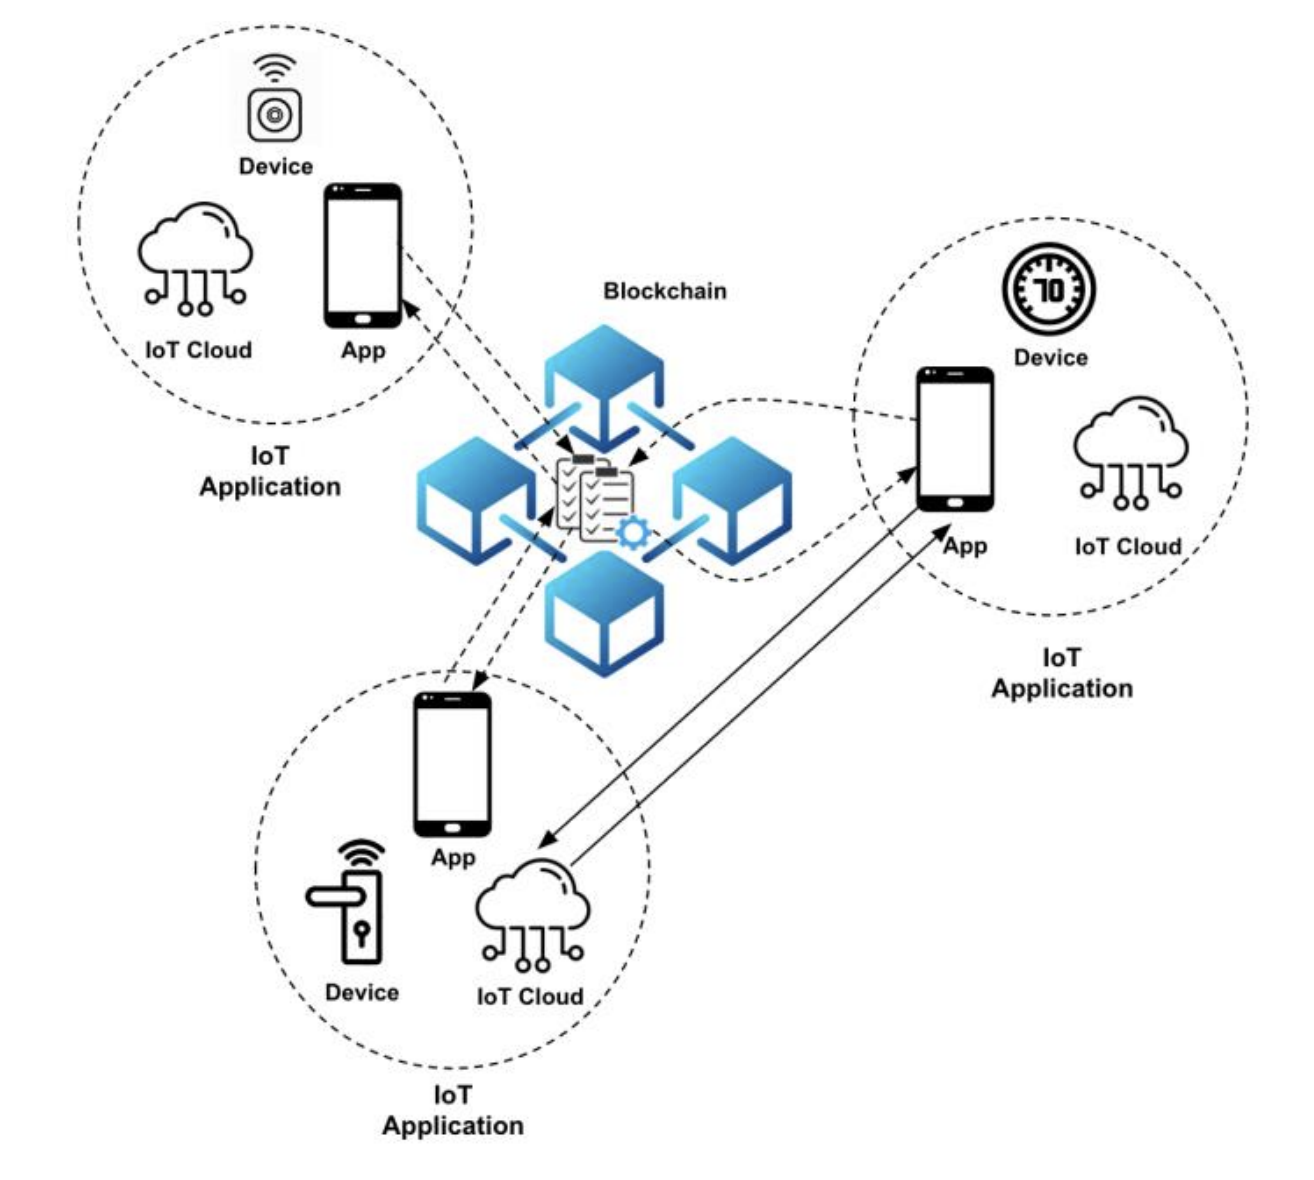 Device
IoT Cloud
App
IoT
Application
Blockchain
70
Device
App
IoT Cloud
IoT
Application
App
Device
IoT Cloud
IoT
Application